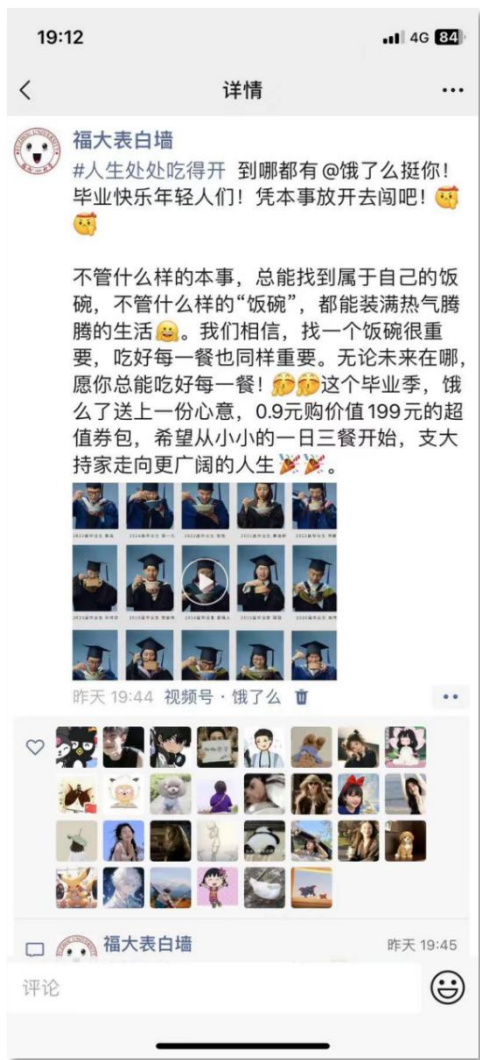 19:12
4G 84
详情
福大表白墙
#人生处处吃得开 到哪都有@饿了么挺你！
毕业快乐年轻人们！凭本事放开去闯吧！
不管什么样的本事，总能找到属于自己的饭
碗，不管什么样的“饭碗”，都能装满热气腾
腾的生活。我们相信，找一个饭碗很重
要，吃好每一餐也同样重要。无论未来在哪，
愿你总能吃好每一餐！这个毕业季，饿
了么送上一份心意，0.9元购价值199元的超
值券包，希望从小小的一日三餐开始，支大
持家走向更广阔的人生。
昨天 19:44 视频号·饿了么
福大表白墙 昨天 19:45
评论